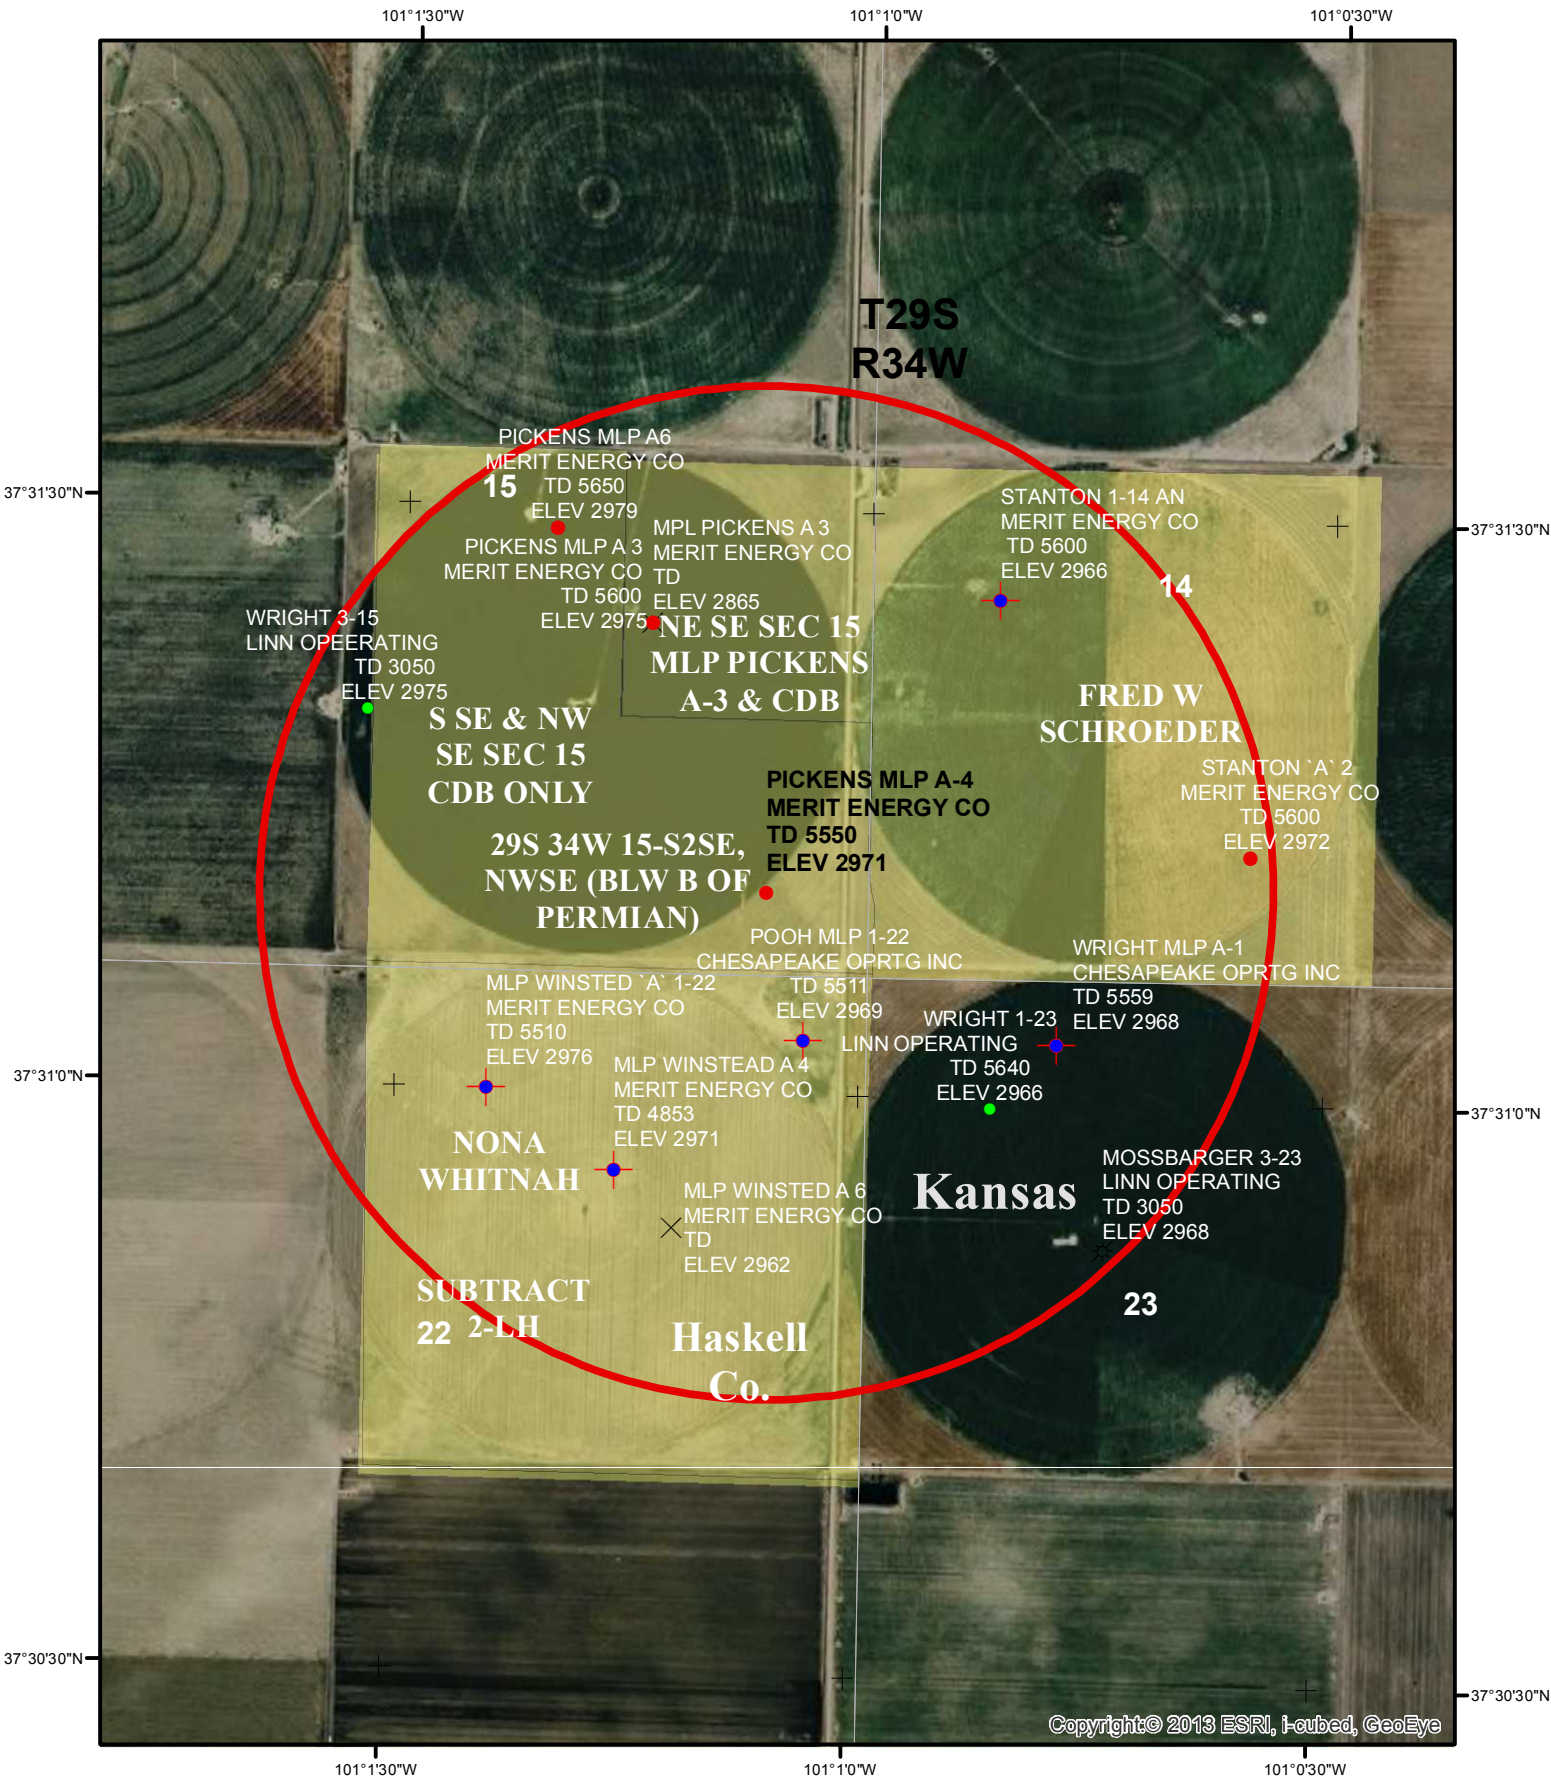 101°1'30"W
101°1'0"W
101°0'30"W
T29S
R34W
PICKENS MLP A6
MERIT ENERGY CO
TD 5650
ELEV 2979
15
37°31'30"N
37°31'30"N
STANTON 1-14 AN
MERIT ENERGY CO
TD 5600
ELEV 2966
MPL PICKENS A 3
MERIT ENERGY CO
TD
ELEV 2865
PICKENS MLP A 3
MERIT ENERGY CO
TD 5600
ELEV 2975
14
WRIGHT 3-15
LINN OPEERATING
TD 3050
ELEV 2975
NE SE SEC 15
MLP PICKENS
A-3 & CDB
S SE & NW
SE SEC 15
CDB ONLY
FRED W
SCHROEDER
STANTON `A` 2
MERIT ENERGY CO
TD 5600
ELEV 2972
PICKENS MLP A-4
MERIT ENERGY CO
TD 5550
ELEV 2971
29S 34W 15-S2SE,
NWSE (BLW B OF
PERMIAN)
POOH MLP 1-22
CHESAPEAKE OPRTG INC
TD 5511
ELEV 2969
WRIGHT MLP A-1
CHESAPEAKE OPRTG INC
TD 5559
ELEV 2968
MLP WINSTED `A` 1-22
MERIT ENERGY CO
TD 5510
ELEV 2976
WRIGHT 1-23
LINN OPERATING
TD 5640
ELEV 2966
MLP WINSTEAD A 4
MERIT ENERGY CO
TD 4853
ELEV 2971
37°31'0"N
37°31'0"N
NONA
WHITNAH
MOSSBARGER 3-23
LINN OPERATING
TD 3050
ELEV 2968
Kansas
MLP WINSTED A 6
MERIT ENERGY CO
TD
ELEV 2962
SUBTRACT
2-LH
22
23
Haskell
Co.
37°30'30"N
37°30'30"N
Copyright:© 2013 ESRI, i-cubed, GeoEye
101°1'30"W
101°1'0"W
101°0'30"W